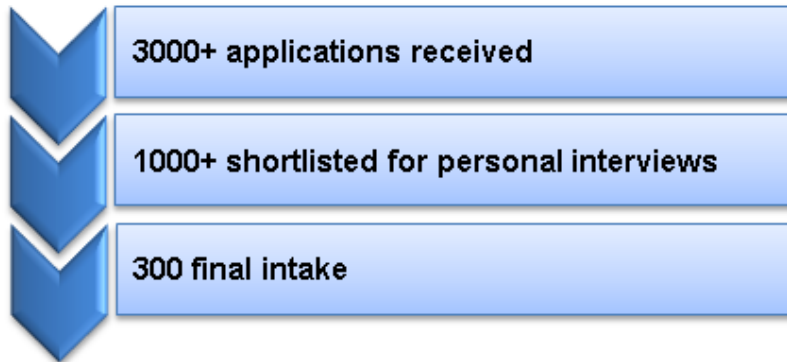 3000+ applications received
1000+ shortlisted for personal interviews
300 final intake